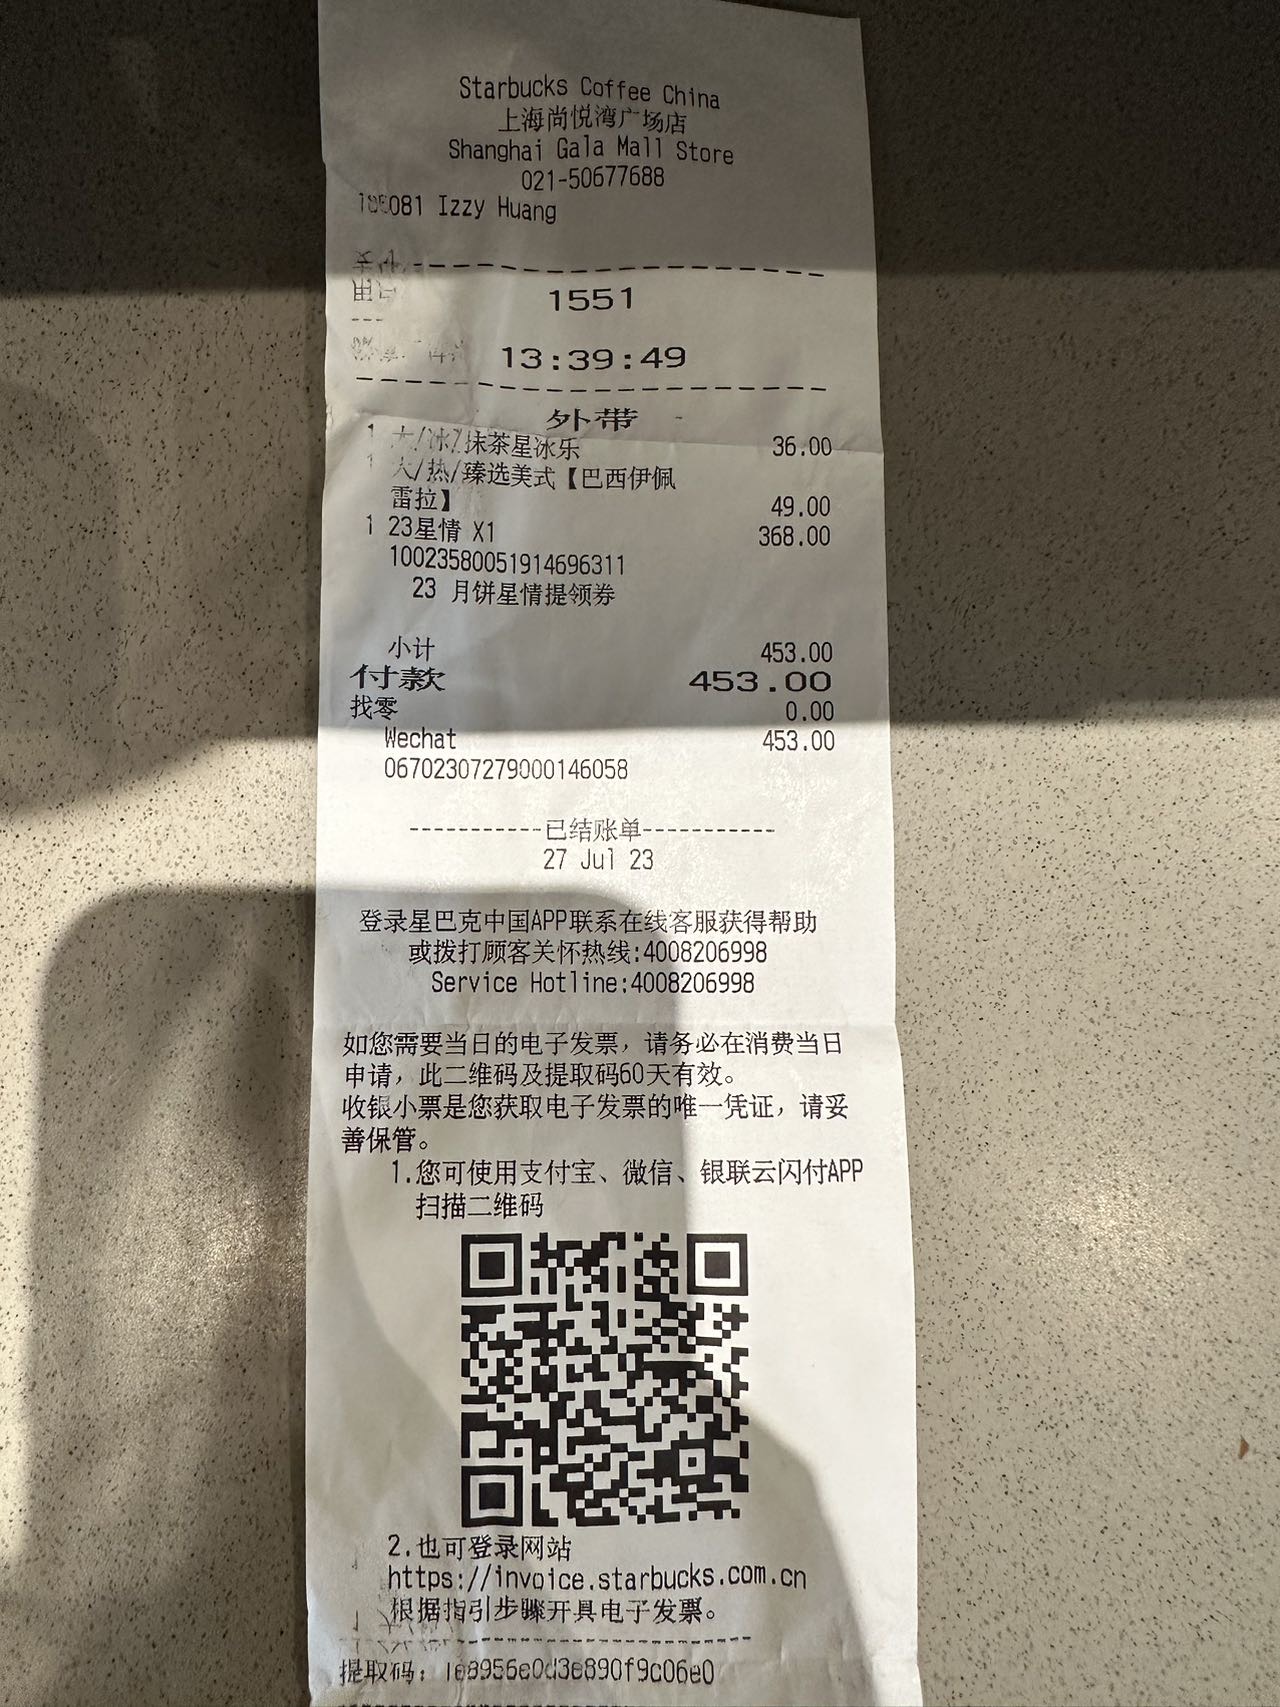 Starbucks Coffee China
上海尚悦湾广场店
Shanghai Gala Mall Store
021-50677688
Izzy Huang
1551
13:39:49
外带
1 大/冰/抹茶星冰乐 36.00
1 大/热/臻选美式【巴西伊佩
雷拉】 49.00
1 23星情 X1 368.00
10023580051914696311
23 月饼星情提领券
小计 453.00
付款 453.00
找零 0.00
Wechat 453.00
06702307279000146058
-----------已结账单-----------
27 Jul 23
登录星巴克中国APP联系在线客服获得帮助
或拨打顾客关怀热线:4008206998
Service Hotline:4008206998
如您需要当日的电子发票，请务必在消费当日
申请，此二维码及提取码60天有效。
收银小票是您获取电子发票的唯一凭证，请妥
善保管。
1.您可使用支付宝、微信、银联云闪付APP
扫描二维码
2.也可登录网站
https://invoice.starbucks.com.cn
根据指引步骤开具电子发票。
提取码: 1e8956e0d3e890f9c06e0